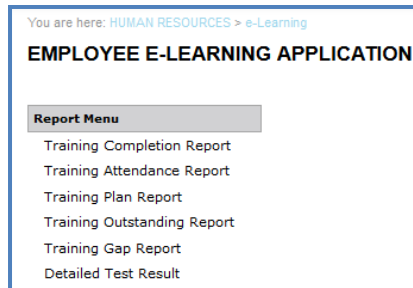 You are here: HUMAN RESOURCES > e-Learning
EMPLOYEE E-LEARNING APPLICATION
Report Menu
Training Completion Report
Training Attendance Report
Training Plan Report
Training Outstanding Report
Training Gap Report
Detailed Test Result